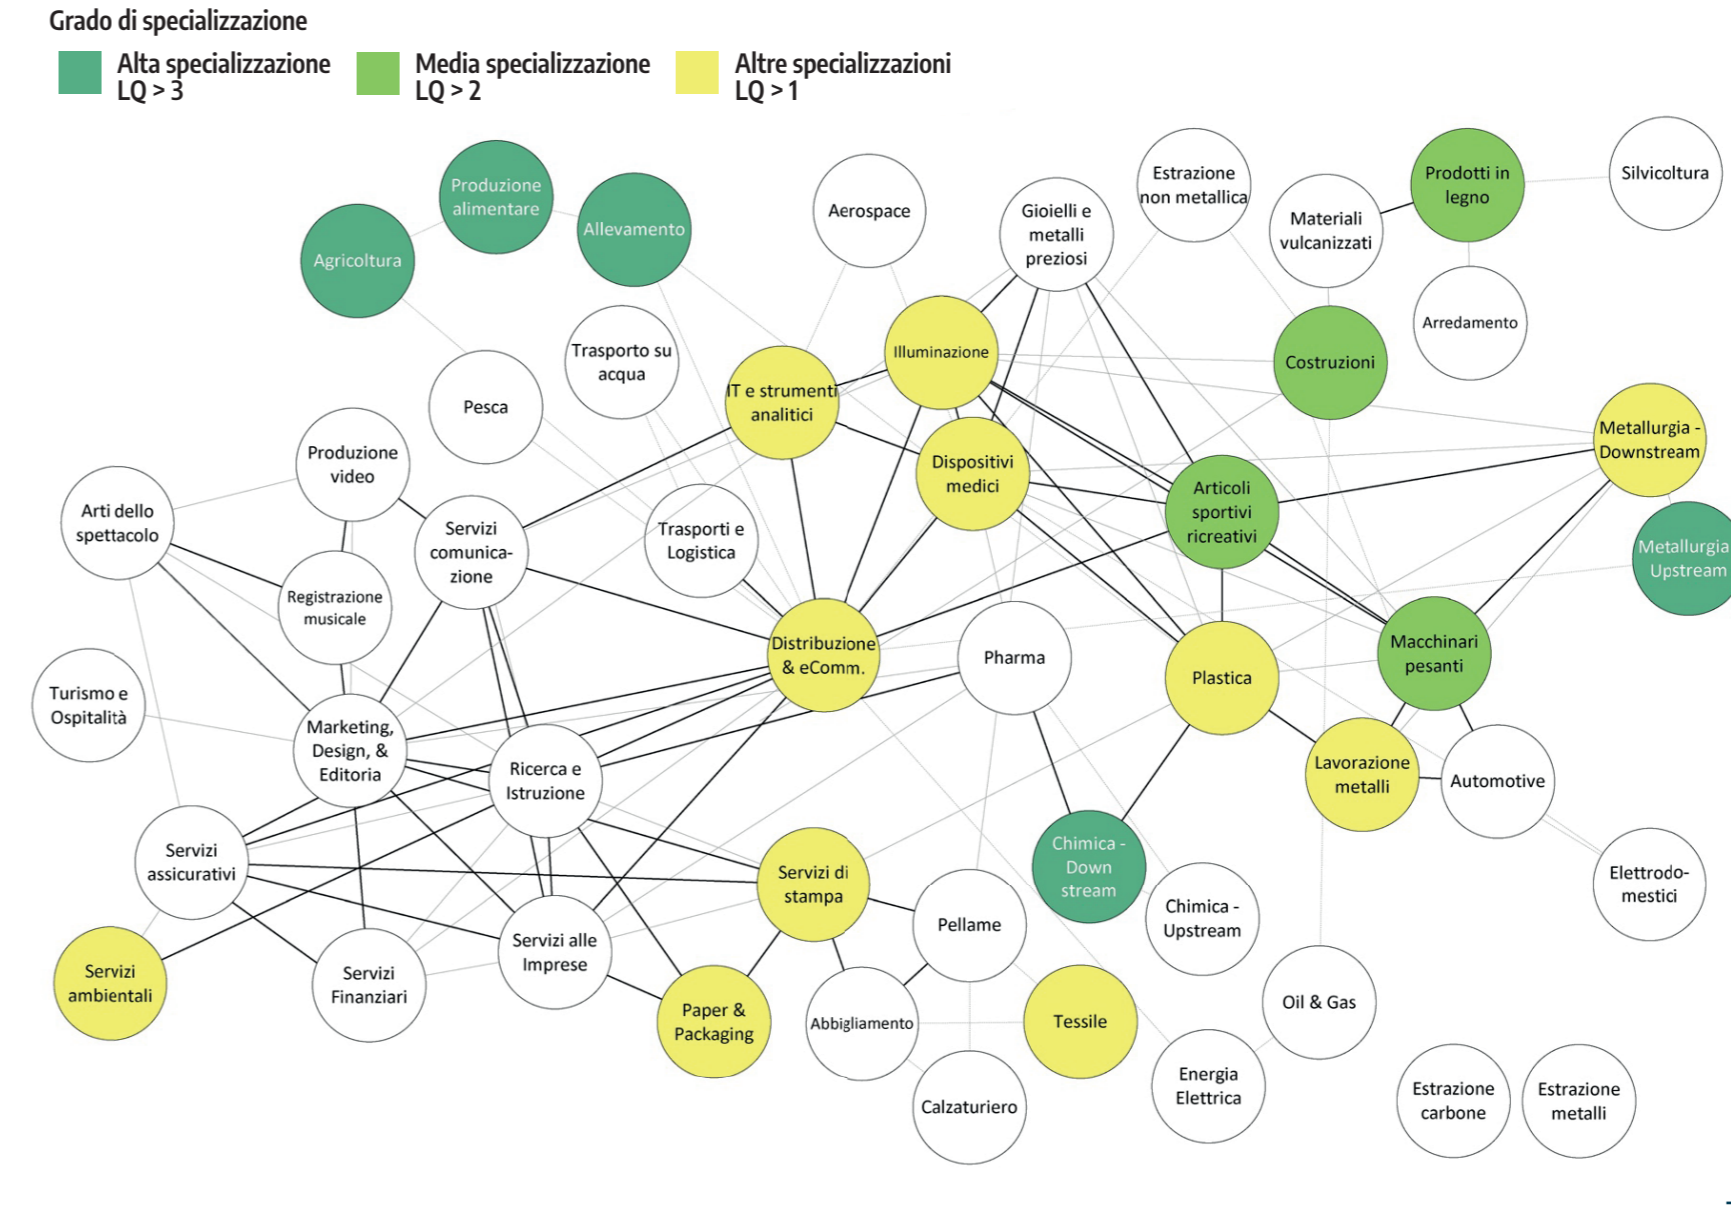 Grado di specializzazione
Alta specializzazione
LQ > 3
Media specializzazione
LQ > 2
Altre specializzazioni
LQ > 1
Produzione
alimentare
Allevamento
Agricoltura
Aerospace
Gioielli e
metalli
preziosi
Estrazione
non metallica
Materiali
vulcanizzati
Prodotti in
legno
Silvicoltura
Arredamento
Trasporto su
acqua
Pesca
IT e strumenti
analitici
Illuminazione
Costruzioni
Metallurgia -
Downstream
Produzione
video
Arti dello
spettacolo
Servizi
comunica-
zione
Trasporti e
Logistica
Dispositivi
medici
Articoli
sportivi
ricreativi
Metallurgia
Upstream
Registrazione
musicale
Distribuzione
& eComm.
Pharma
Plastica
Macchinari
pesanti
Turismo e
Ospitalità
Marketing,
Design, &
Editoria
Ricerca e
Istruzione
Lavorazione
metalli
Automotive
Servizi
assicurativi
Servizi di
stampa
Chimica -
Down
stream
Chimica -
Upstream
Elettrodo-
mestici
Pellame
Servizi
ambientali
Servizi
Finanziari
Servizi alle
Imprese
Paper &
Packaging
Abbigliamento
Tessile
Oil & Gas
Calzaturiero
Energia
Elettrica
Estrazione
carbone
Estrazione
metalli